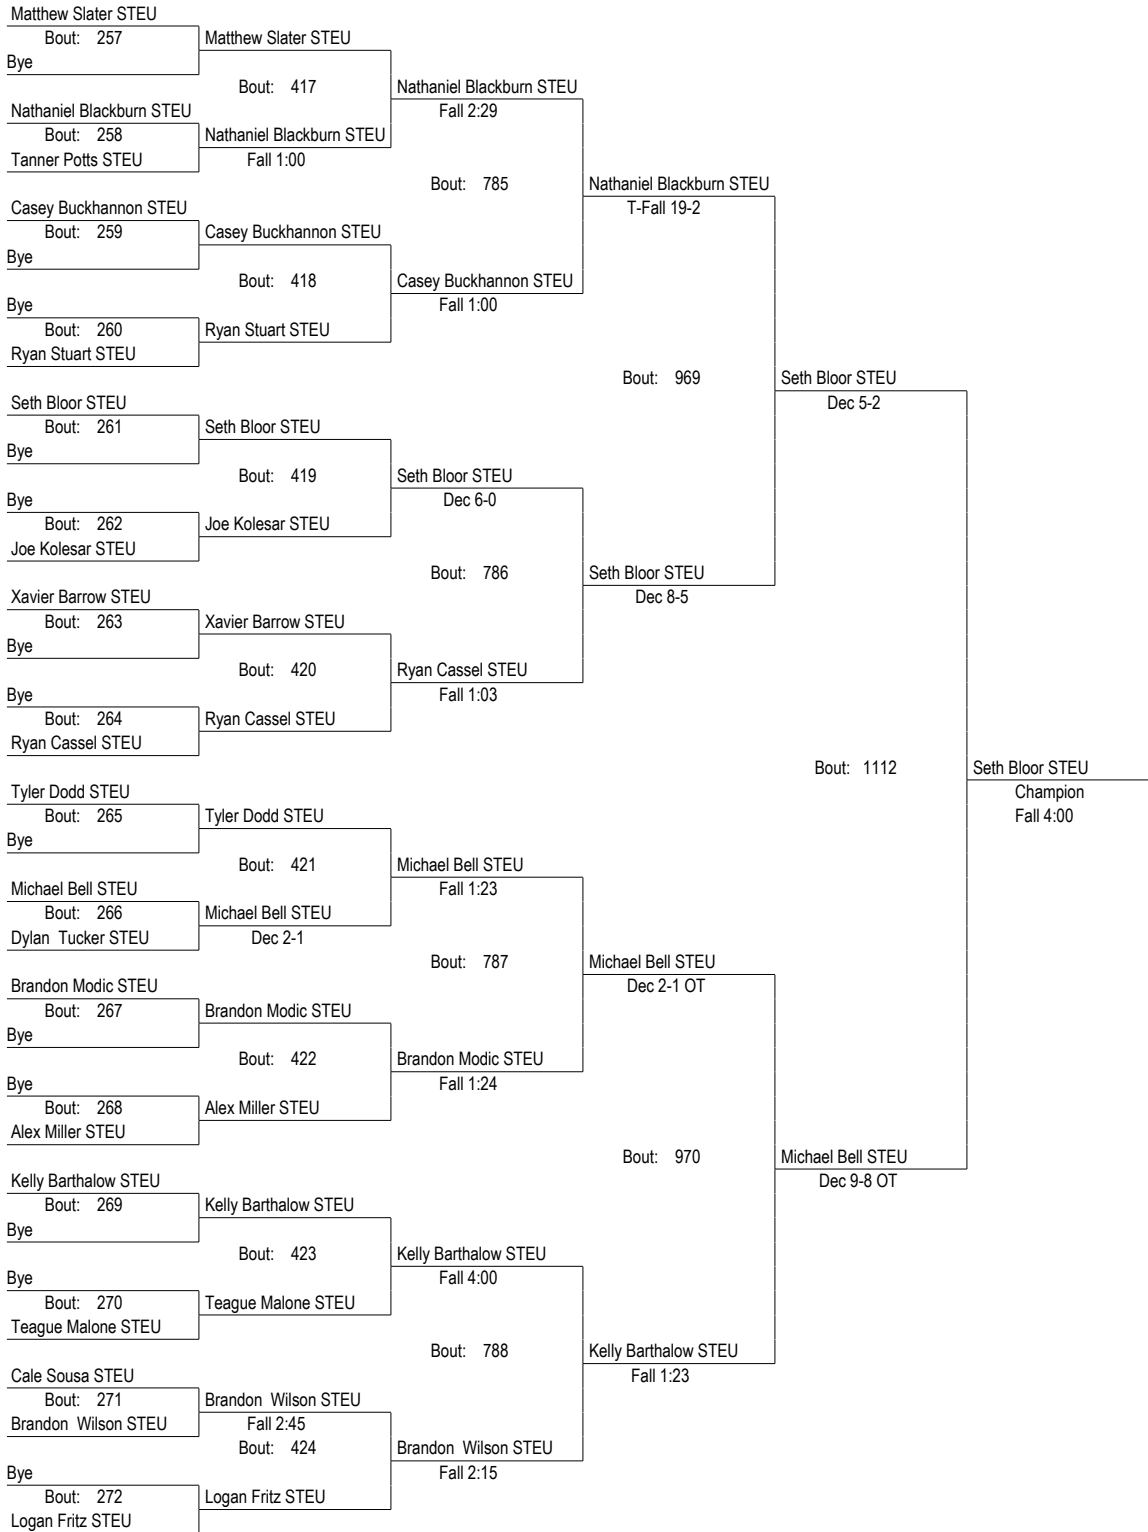 Matthew Slater STEU
Bout: 257
Matthew Slater STEU
Bye
Bout: 417
Nathaniel Blackburn STEU
Nathaniel Blackburn STEU
Fall 2:29
Bout: 258
Nathaniel Blackburn STEU
Tanner Potts STEU
Fall 1:00
Bout: 785
Nathaniel Blackburn STEU
Casey Buckhannon STEU
T-Fall 19-2
Bout: 259
Casey Buckhannon STEU
Bye
Bout: 418
Casey Buckhannon STEU
Bye
Fall 1:00
Bout: 260
Ryan Stuart STEU
Ryan Stuart STEU
Bout: 969
Seth Bloor STEU
Seth Bloor STEU
Dec 5-2
Bout: 261
Seth Bloor STEU
Bye
Bout: 419
Seth Bloor STEU
Bye
Dec 6-0
Bout: 262
Joe Kolesar STEU
Joe Kolesar STEU
Bout: 786
Seth Bloor STEU
Xavier Barrow STEU
Dec 8-5
Bout: 263
Xavier Barrow STEU
Bye
Bout: 420
Ryan Cassel STEU
Bye
Fall 1:03
Bout: 264
Ryan Cassel STEU
Ryan Cassel STEU
Bout: 1112
Seth Bloor STEU
Tyler Dodd STEU
Champion
Bout: 265
Tyler Dodd STEU
Fall 4:00
Bye
Bout: 421
Michael Bell STEU
Michael Bell STEU
Fall 1:23
Bout: 266
Michael Bell STEU
Dylan Tucker STEU
Dec 2-1
Bout: 787
Michael Bell STEU
Brandon Modic STEU
Dec 2-1 OT
Bout: 267
Brandon Modic STEU
Bye
Bout: 422
Brandon Modic STEU
Bye
Fall 1:24
Bout: 268
Alex Miller STEU
Alex Miller STEU
Bout: 970
Michael Bell STEU
Kelly Barthalow STEU
Dec 9-8 OT
Bout: 269
Kelly Barthalow STEU
Bye
Bout: 423
Kelly Barthalow STEU
Bye
Fall 4:00
Bout: 270
Teague Malone STEU
Teague Malone STEU
Bout: 788
Kelly Barthalow STEU
Cale Sousa STEU
Fall 1:23
Bout: 271
Brandon Wilson STEU
Brandon Wilson STEU
Fall 2:45
Bout: 424
Brandon Wilson STEU
Bye
Fall 2:15
Bout: 272
Logan Fritz STEU
Logan Fritz STEU